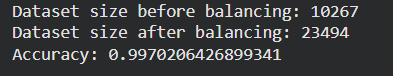 Dataset size before balancing: 10267
Dataset size after balancing: 23494
Accuracy: 0.9970206426899341